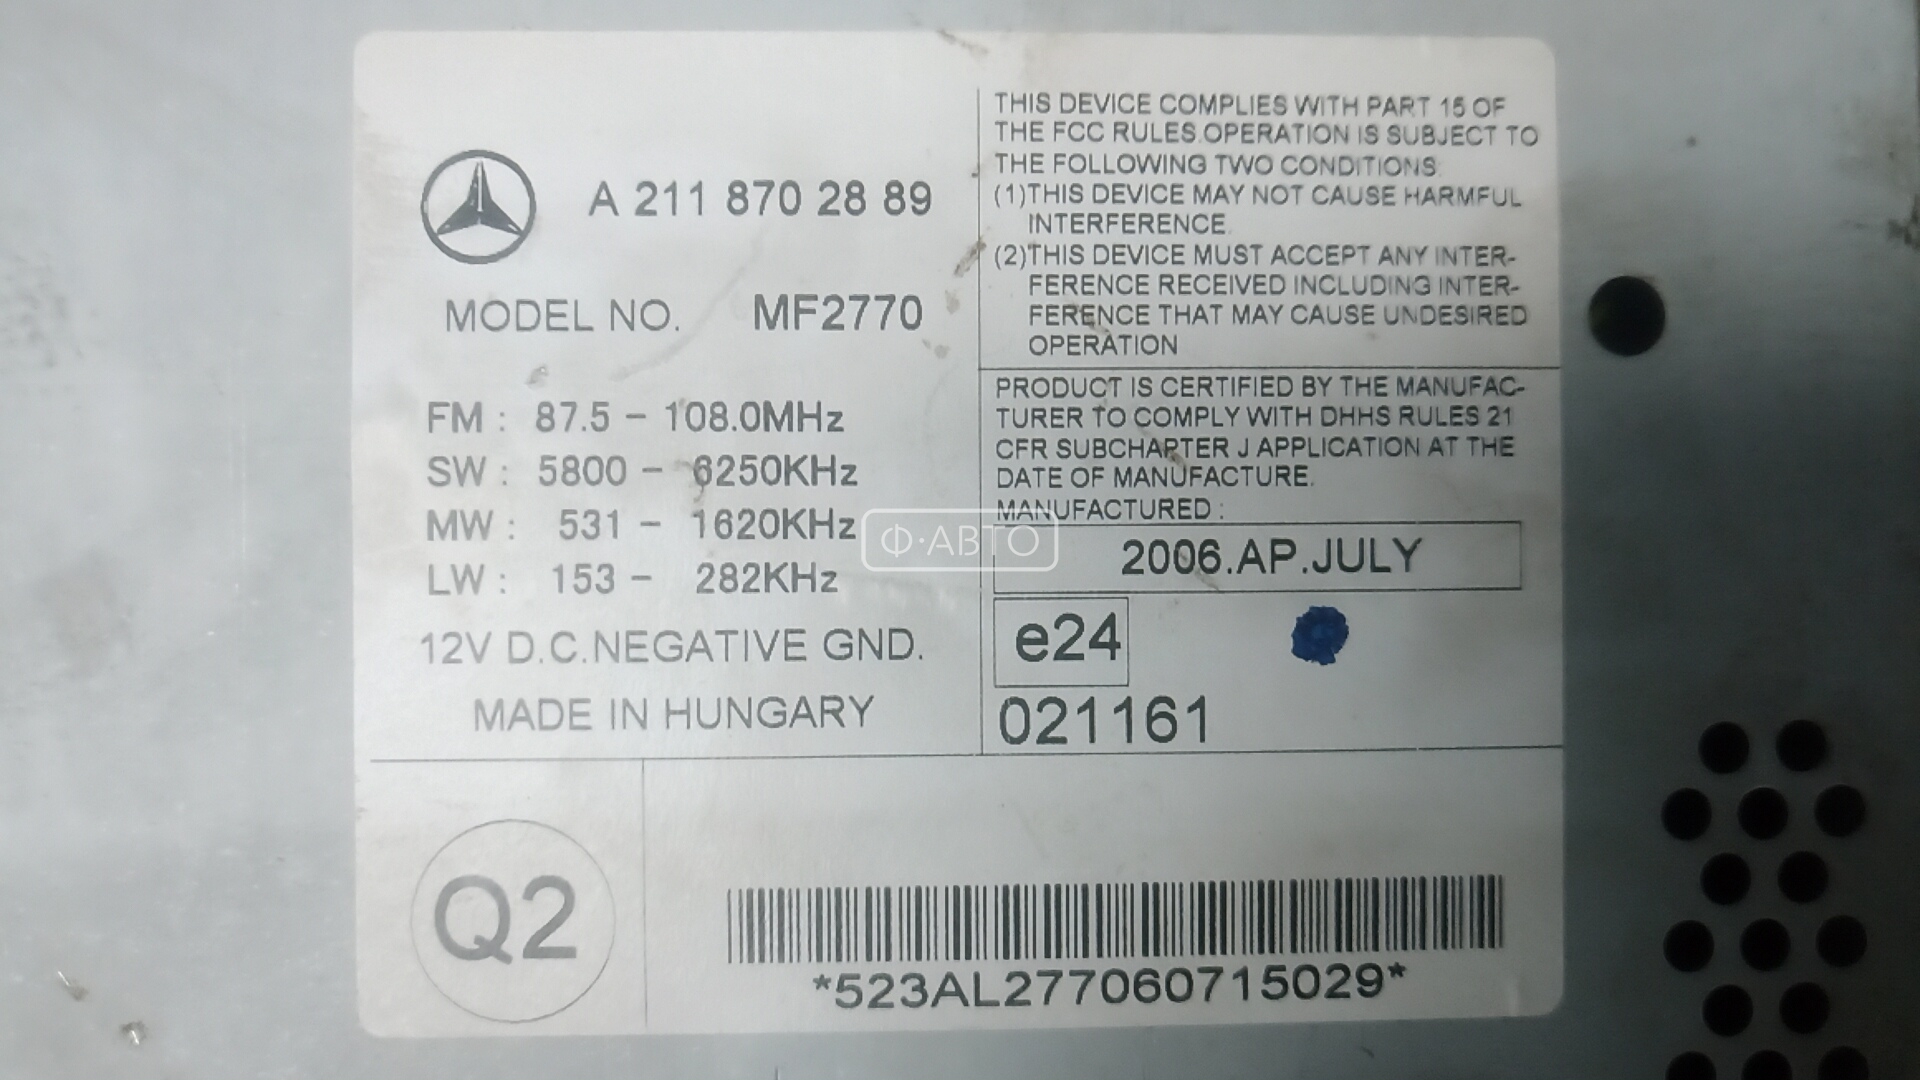 A 211 870 28 89
MODEL NO. MF2770
FM : 87.5 - 108.0MHz
SW : 5800 - 6250KHz
MW : 531 - 1620KHz
LW : 153 - 282KHz
12V D.C.NEGATIVE GND.
MADE IN HUNGARY
THIS DEVICE COMPLIES WITH PART 15 OF
THE FCC RULES.OPERATION IS SUBJECT TO
THE FOLLOWING TWO CONDITIONS:
(1)THIS DEVICE MAY NOT CAUSE HARMFUL
INTERFERENCE.
(2)THIS DEVICE MUST ACCEPT ANY INTER-
FERENCE RECEIVED INCLUDING INTER-
FERENCE THAT MAY CAUSE UNDESIRED
OPERATION
PRODUCT IS CERTIFIED BY THE MANUFAC-
TURER TO COMPLY WITH DHHS RULES 21
CFR SUBCHARTER J APPLICATION AT THE
DATE OF MANUFACTURE.
MANUFACTURED :
2006.AP.JULY
e24
021161
Ф·АВТО
Q2
*523AL277060715029*